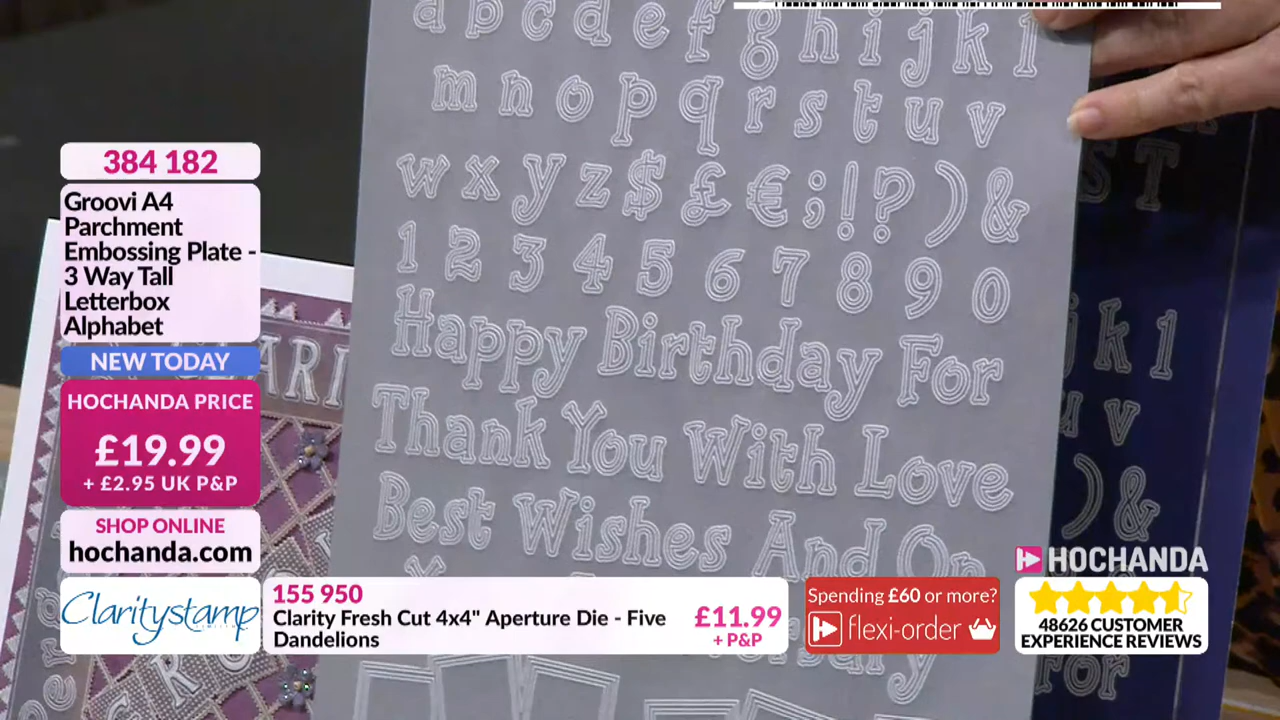 a b c d e f g h i j k l
m n o p q r s t u v
w x y z $ £ € ; ! ? ) &
1 2 3 4 5 6 7 8 9 0
Happy Birthday For
Thank You With Love
Best Wishes And On
384 182
Groovi A4
Parchment
Embossing Plate -
3 Way Tall
Letterbox
Alphabet
NEW TODAY
HOCHANDA PRICE
£19.99
+ £2.95 UK P&P
SHOP ONLINE
hochanda.com
Claritystamp
155 950
Clarity Fresh Cut 4x4" Aperture Die - Five
Dandelions
£11.99
+ P&P
Spending £60 or more?
flexi-order
HOCHANDA
48626 CUSTOMER
EXPERIENCE REVIEWS
S T
j k l
u v
) &
For